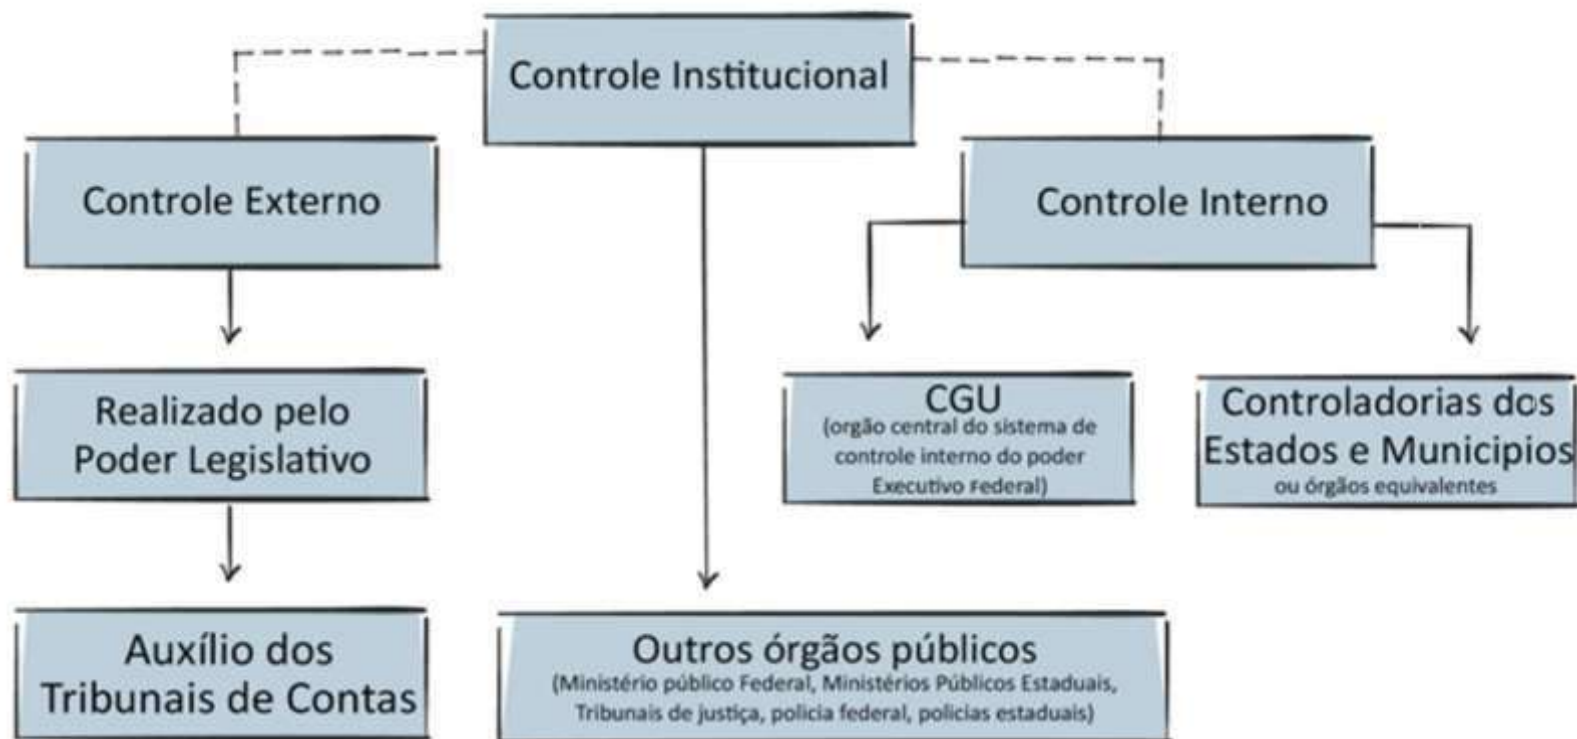 Controle Institucional
Controle Externo
Controle Interno
Realizado pelo
Poder Legislativo
CGU
(orgão central do sistema de
controle interno do poder
Executivo Federal)
Controladorias dos
Estados e Municipios
ou órgãos equivalentes
Auxílio dos
Tribunais de Contas
Outros órgãos públicos
(Ministério público Federal, Ministérios Públicos Estaduais,
Tribunais de justiça, policia federal, policias estaduais)